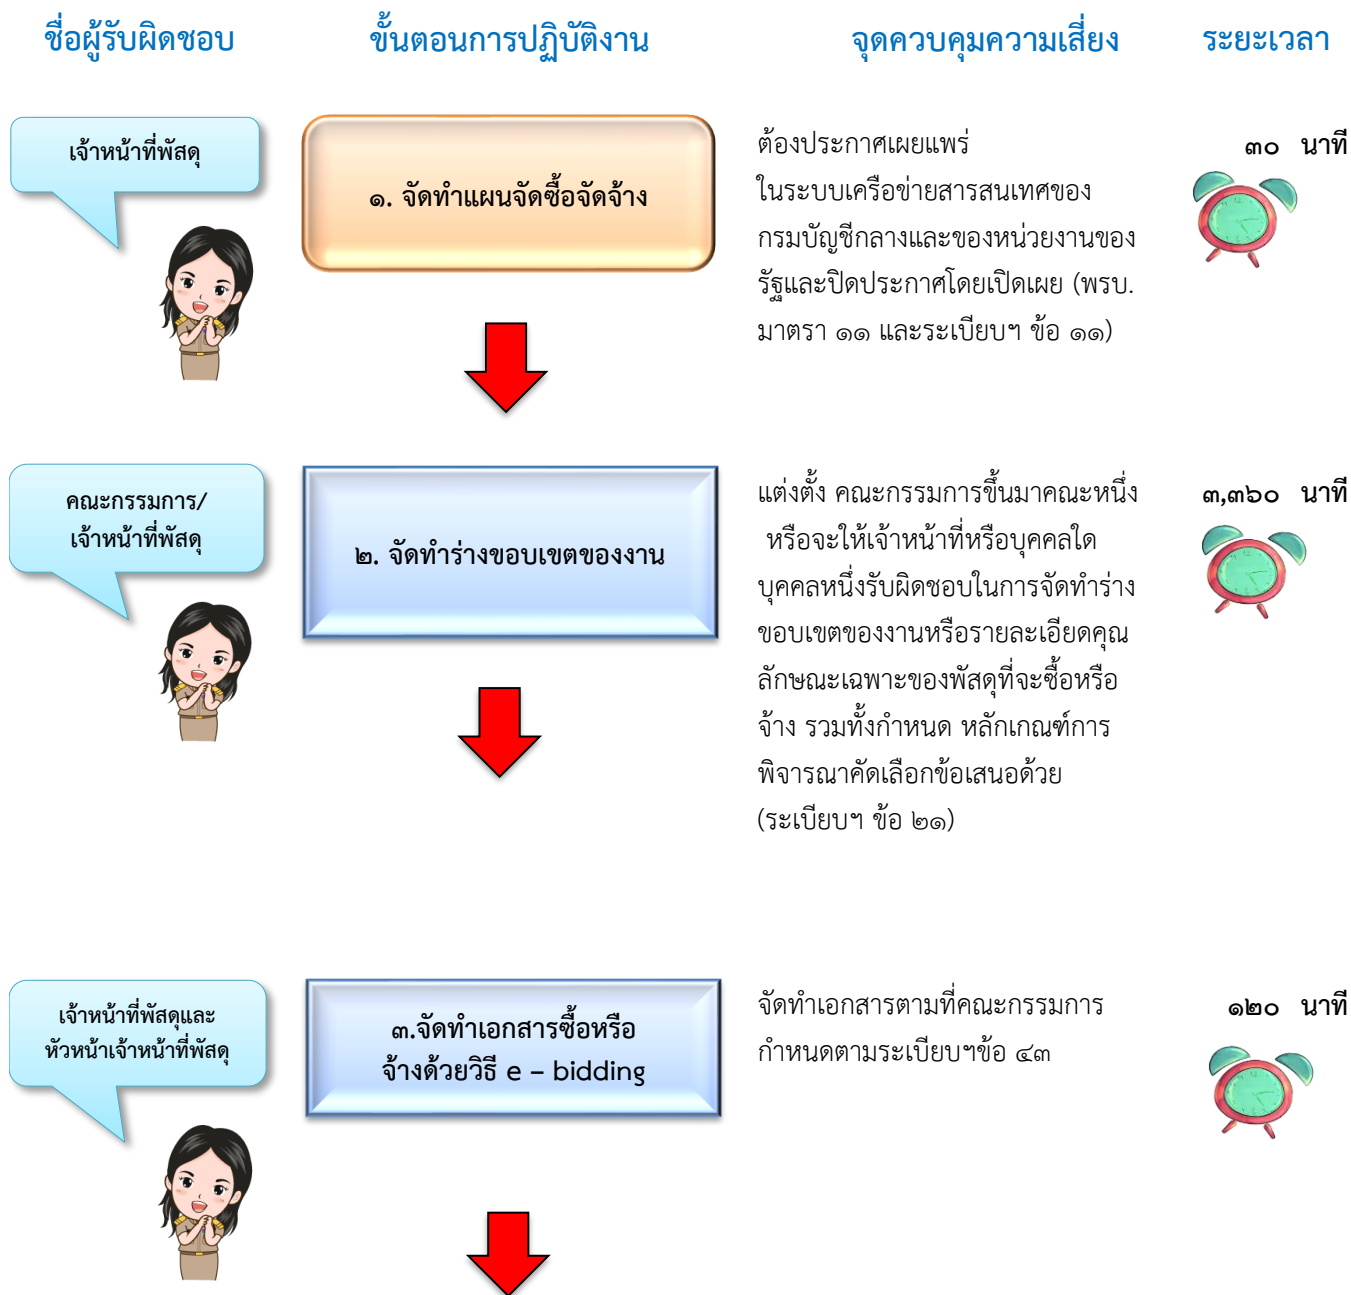 ชื่อผู้รับผิดชอบ ขั้นตอนการปฏิบัติงาน จุดควบคุมความเสี่ยง ระยะเวลา
เจ้าหน้าที่พัสดุ
๑. จัดทำแผนจัดซื้อจัดจ้าง
ต้องประกาศเผยแพร่
ในระบบเครือข่ายสารสนเทศของ
กรมบัญชีกลางและของหน่วยงานของ
รัฐและปิดประกาศโดยเปิดเผย (พรบ.
มาตรา ๑๑ และระเบียบฯ ข้อ ๑๑)
๓๐ นาที
คณะกรรมการ/
เจ้าหน้าที่พัสดุ
๒. จัดทำร่างขอบเขตของงาน
แต่งตั้ง คณะกรรมการขึ้นมาคณะหนึ่ง
หรือจะให้เจ้าหน้าที่หรือบุคคลใด
บุคคลหนึ่งรับผิดชอบในการจัดทำร่าง
ขอบเขตของงานหรือรายละเอียดคุณ
ลักษณะเฉพาะของพัสดุที่จะซื้อหรือ
จ้าง รวมทั้งกำหนด หลักเกณฑ์การ
พิจารณาคัดเลือกข้อเสนอด้วย
(ระเบียบฯ ข้อ ๒๑)
๓,๓๖๐ นาที
เจ้าหน้าที่พัสดุและ
หัวหน้าเจ้าหน้าที่พัสดุ
๓.จัดทำเอกสารซื้อหรือ
จ้างด้วยวิธี e – bidding
จัดทำเอกสารตามที่คณะกรรมการ
กำหนดตามระเบียบฯข้อ ๔๓
๑๒๐ นาที